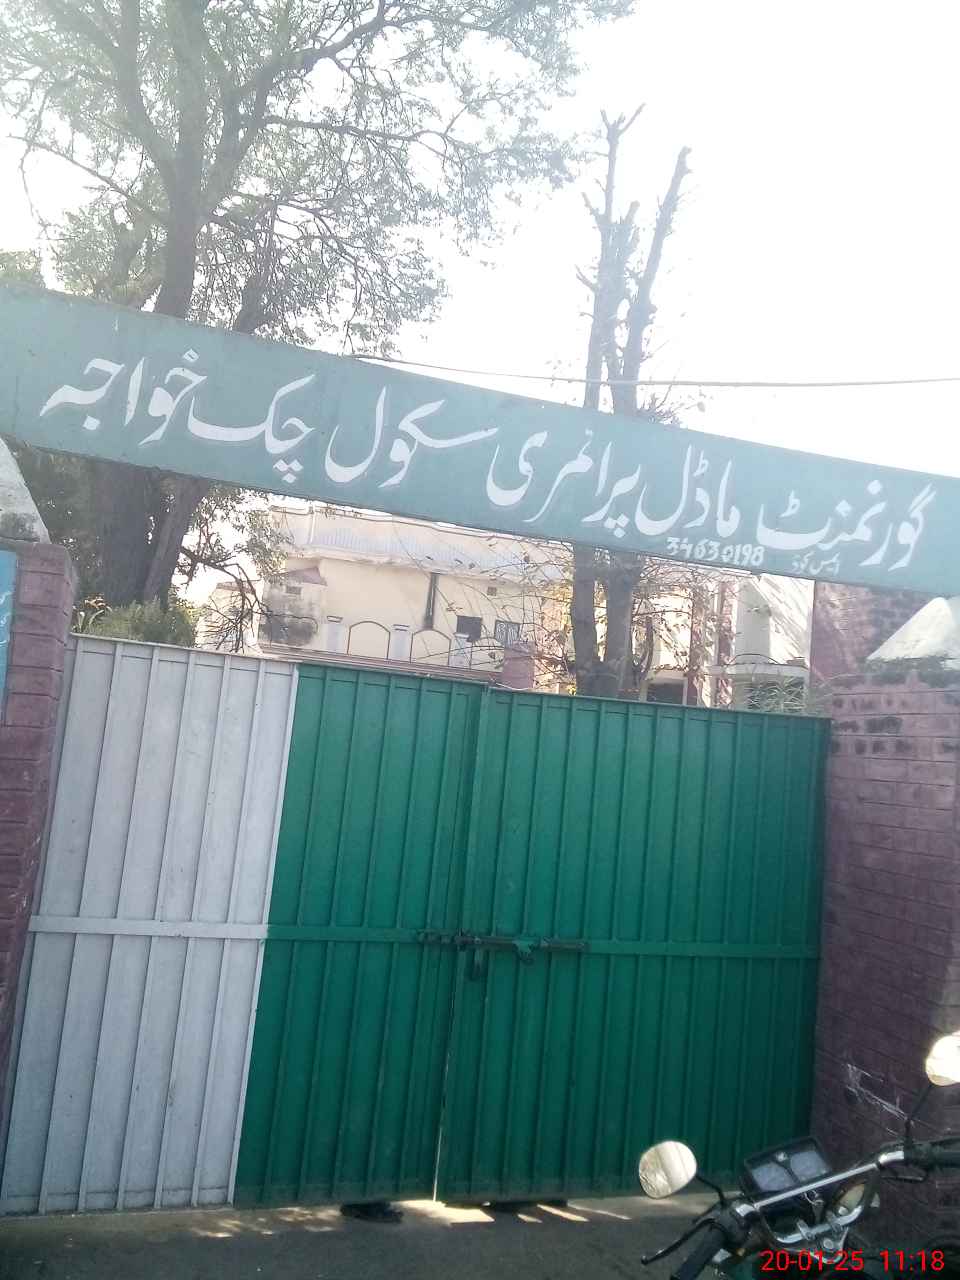 گورنمنٹ ماڈل پرائمری سکول چک خواجہ
ایمس کوڈ 34630198
20-01-25 11:18